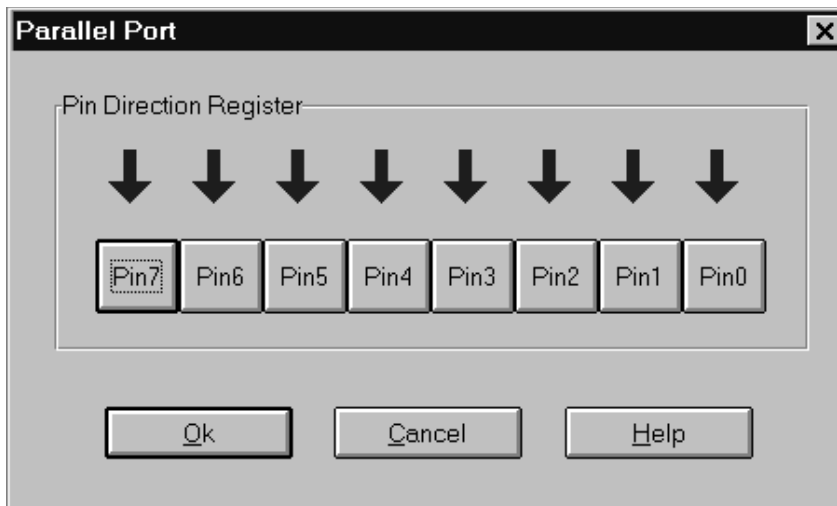 Parallel Port
Pin Direction Register
Pin7 Pin6 Pin5 Pin4 Pin3 Pin2 Pin1 Pin0
Ok Cancel Help